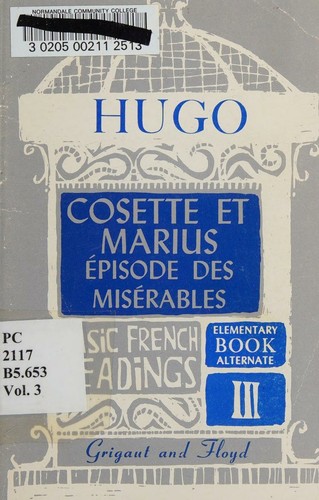 NORMANDALE COMMUNITY COLLEGE
3 0205 00211 2513
HUGO
COSETTE ET
MARIUS
ÉPISODE DES
MISÉRABLES
PC
2117
B5.653
Vol. 3
SIC FRENCH
EADINGS
ELEMENTARY
BOOK
ALTERNATE
III
Grigaut and Floyd